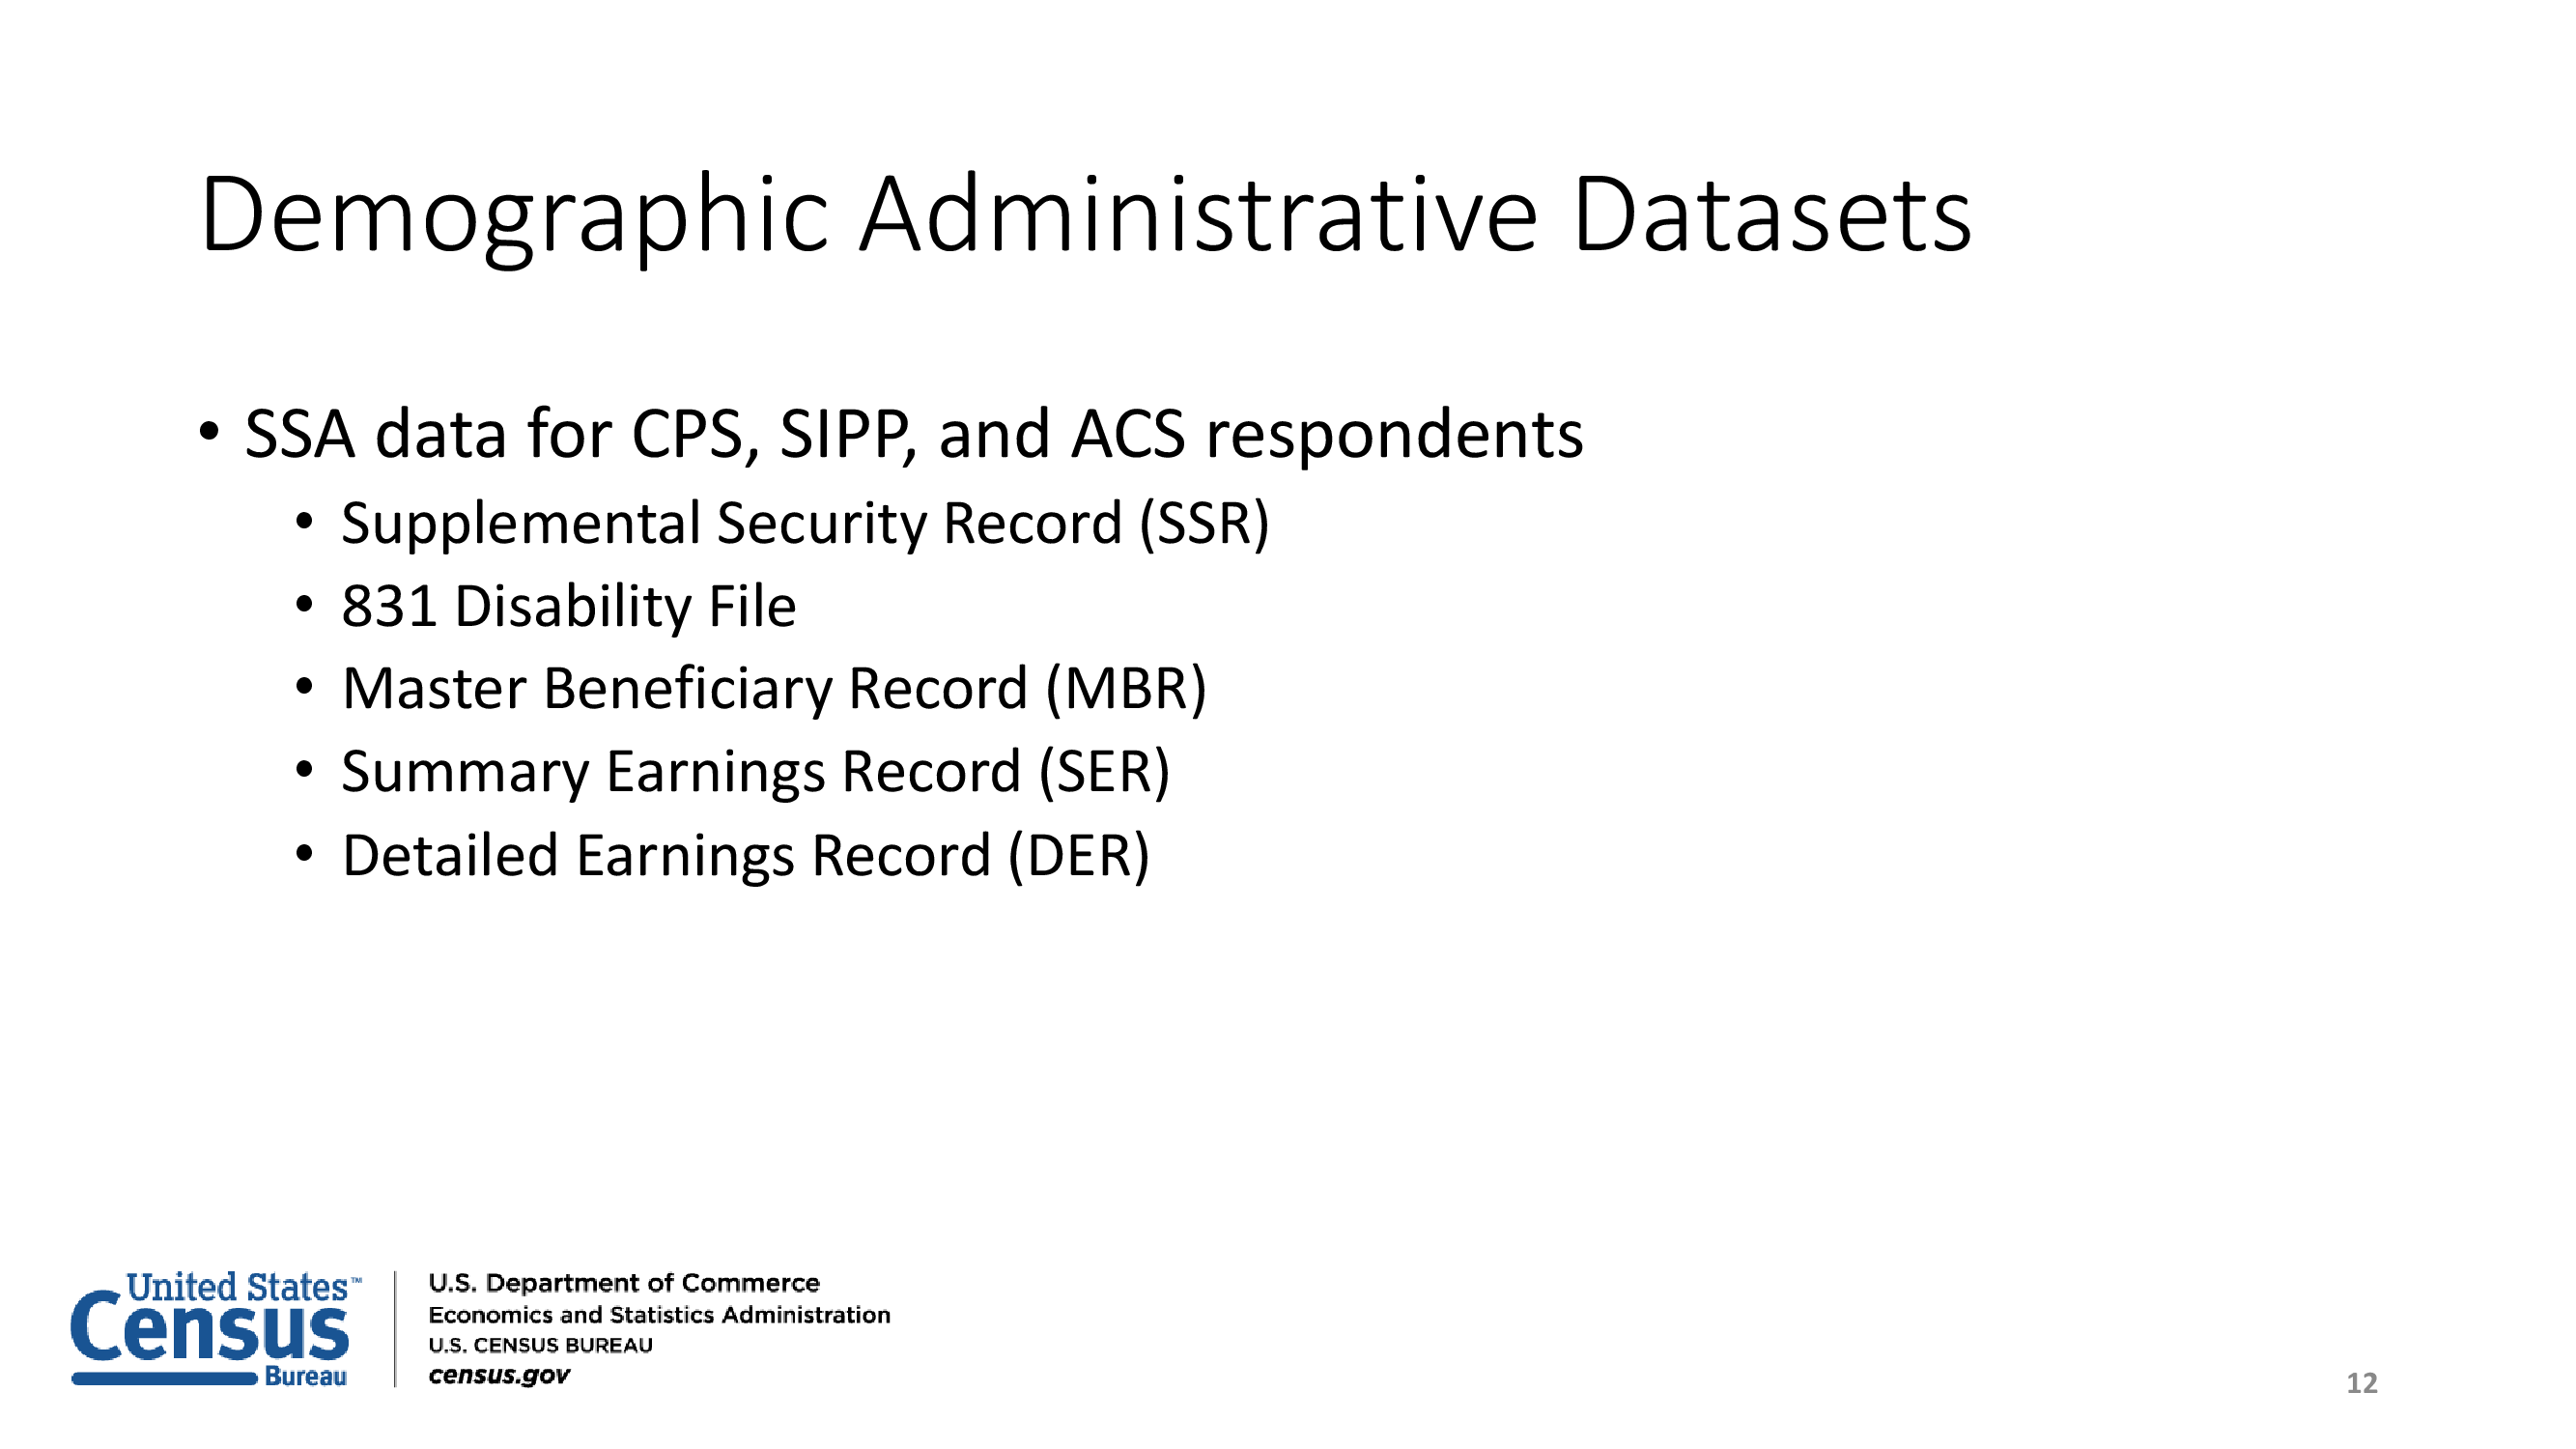 Demographic Administrative Datasets
• SSA data for CPS, SIPP, and ACS respondents
• Supplemental Security Record (SSR)
• 831 Disability File
• Master Beneficiary Record (MBR)
• Summary Earnings Record (SER)
• Detailed Earnings Record (DER)
United States™
Census
Bureau
U.S. Department of Commerce
Economics and Statistics Administration
U.S. CENSUS BUREAU
census.gov
12